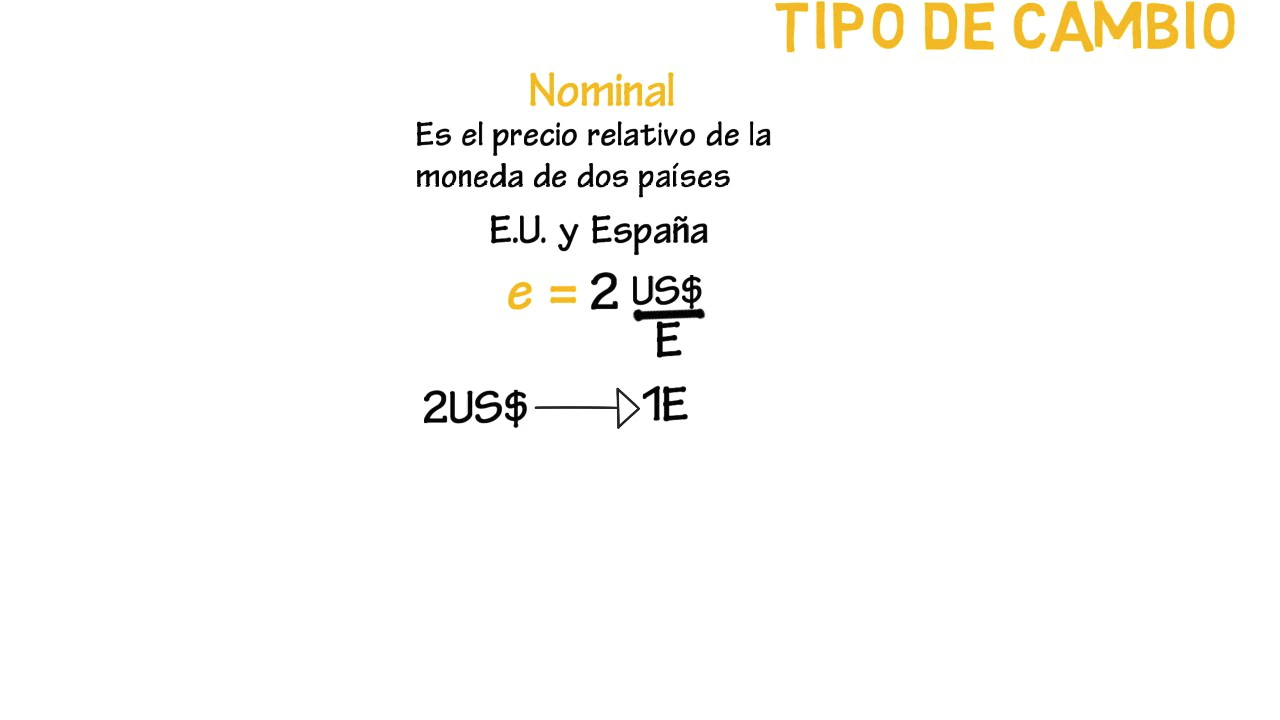 TIPO DE CAMBIO
Nominal
Es el precio relativo de la
moneda de dos países
E.U. y España
e = 2 US$
E
2US$ 1E